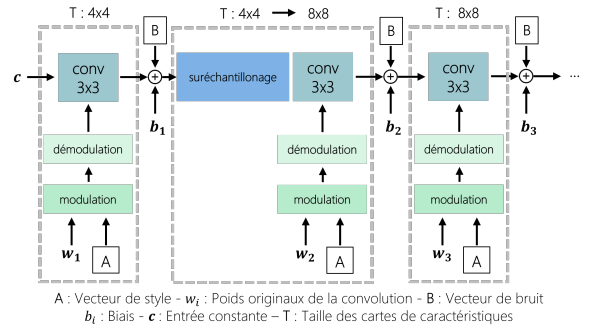 T : 4x4
T : 4x4 → 8x8
T : 8x8
B
B
B
c
conv
3x3
suréchantillonage
conv
3x3
conv
3x3
...
b1
b2
b3
démodulation
démodulation
démodulation
modulation
modulation
modulation
w1
A
w2
A
w3
A
A : Vecteur de style - wi : Poids originaux de la convolution - B : Vecteur de bruit
bi : Biais - c : Entrée constante – T : Taille des cartes de caractéristiques